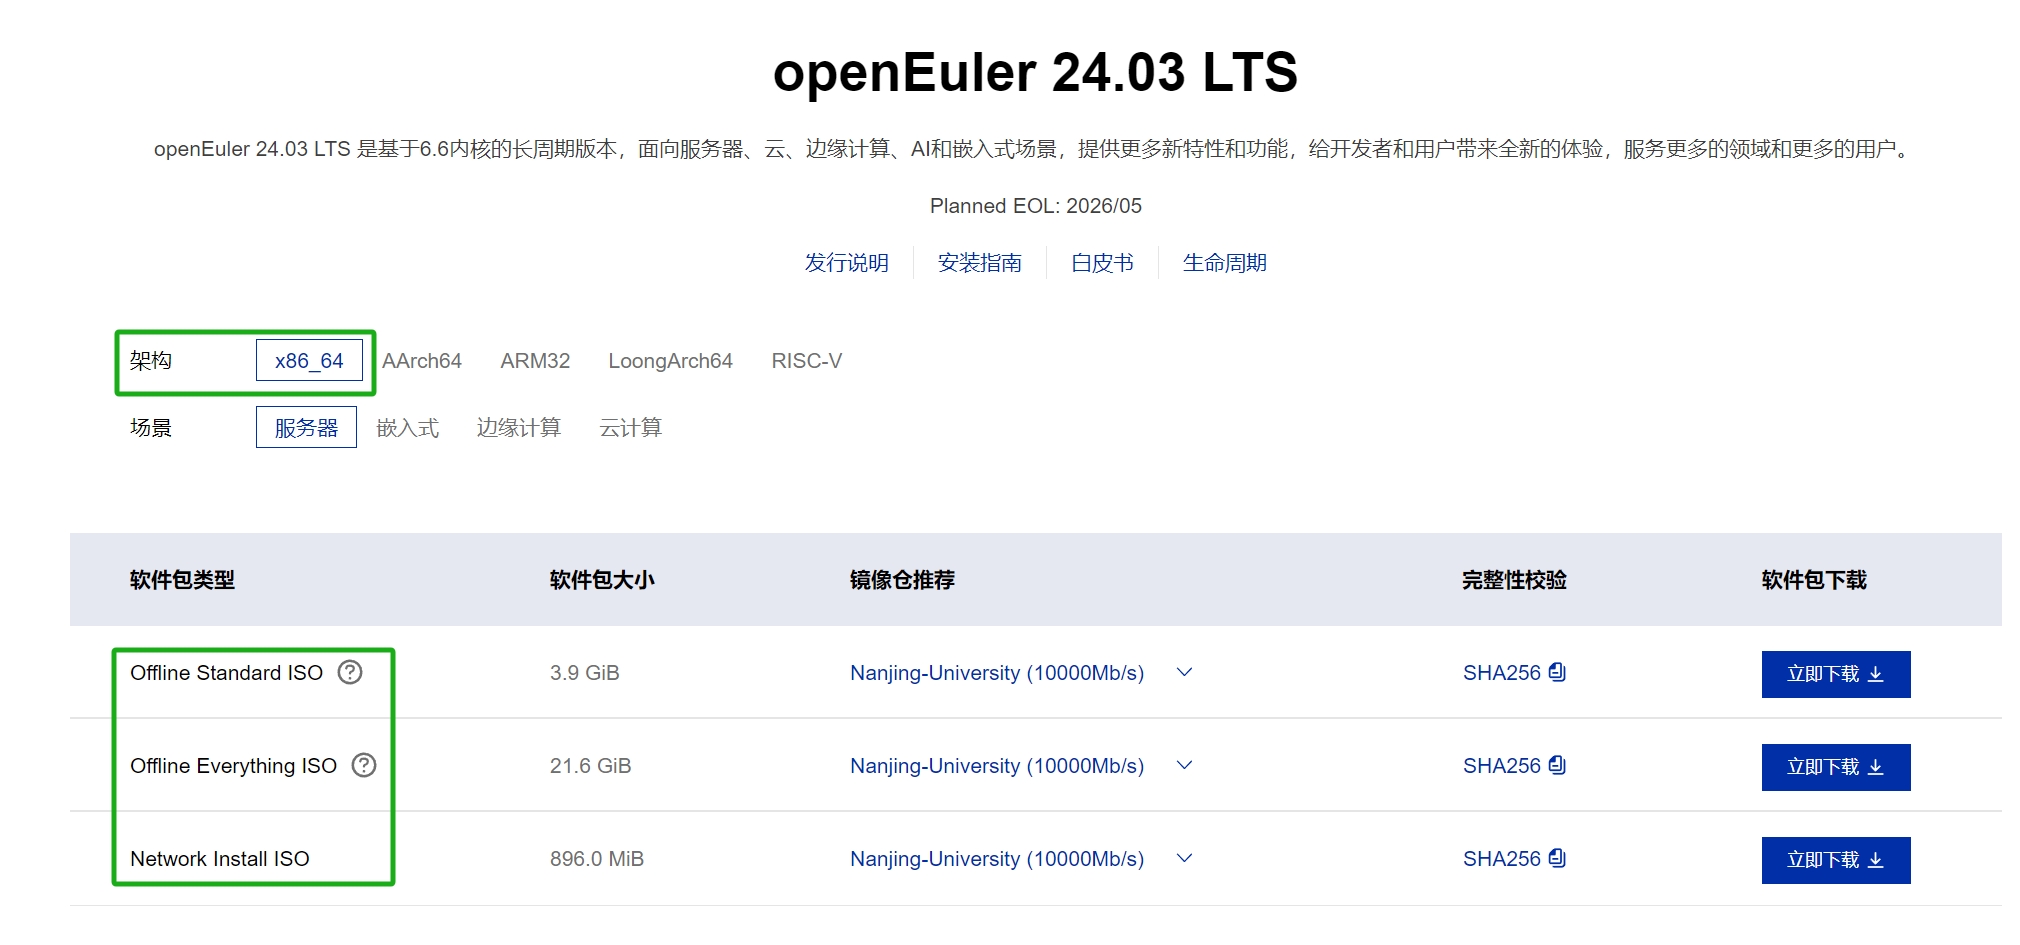 openEuler 24.03 LTS
openEuler 24.03 LTS 是基于6.6内核的长周期版本，面向服务器、云、边缘计算、AI和嵌入式场景，提供更多新特性和功能，给开发者和用户带来全新的体验，服务更多的领域和更多的用户。
Planned EOL: 2026/05
发行说明 安装指南 白皮书 生命周期
架构 x86_64 AArch64 ARM32 LoongArch64 RISC-V
场景 服务器 嵌入式 边缘计算 云计算
软件包类型 软件包大小 镜像仓推荐 完整性校验 软件包下载
Offline Standard ISO ? 3.9 GiB Nanjing-University (10000Mb/s) SHA256 立即下载
Offline Everything ISO ? 21.6 GiB Nanjing-University (10000Mb/s) SHA256 立即下载
Network Install ISO 896.0 MiB Nanjing-University (10000Mb/s) SHA256 立即下载